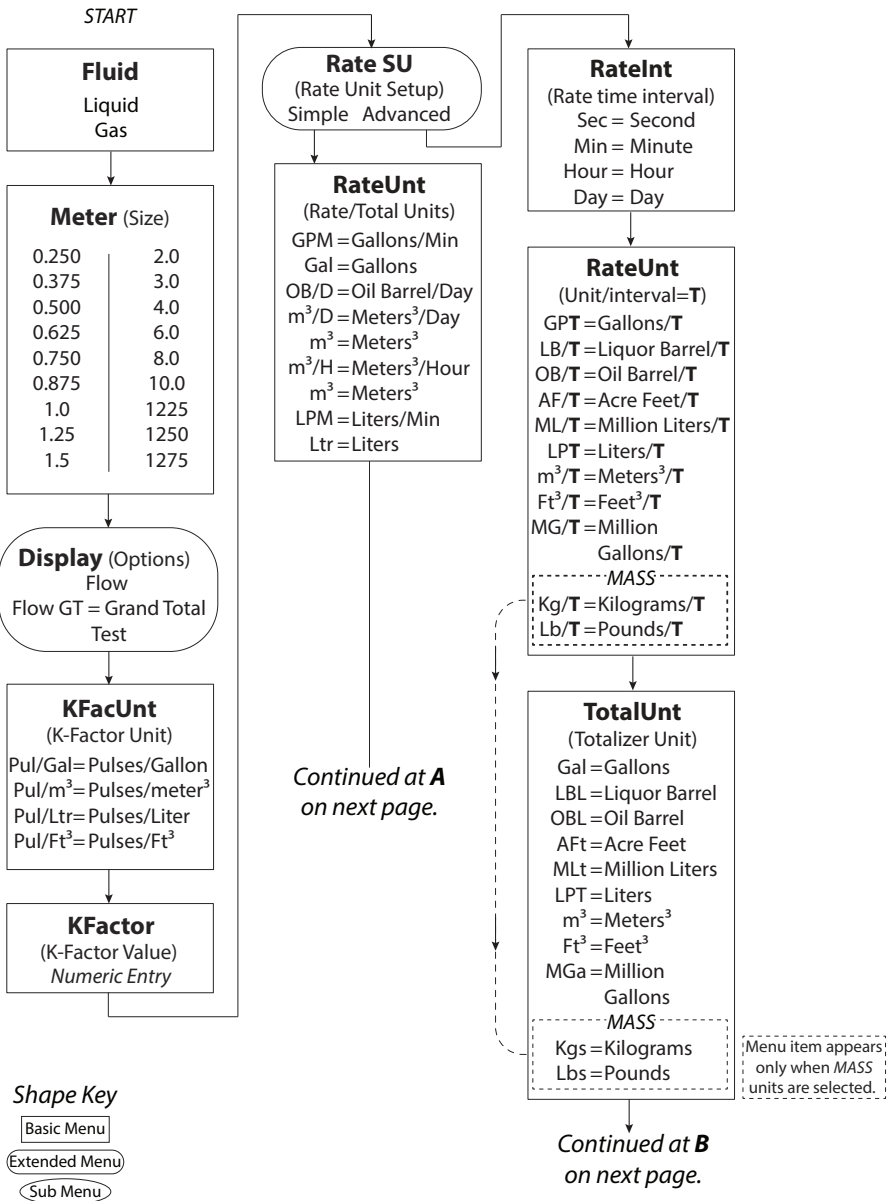 START
Fluid
Liquid
Gas
Meter (Size)
0.250 2.0
0.375 3.0
0.500 4.0
0.625 6.0
0.750 8.0
0.875 10.0
1.0 1225
1.25 1250
1.5 1275
Display (Options)
Flow
Flow GT = Grand Total
Test
KFacUnt
(K-Factor Unit)
Pul/Gal= Pulses/Gallon
Pul/m³= Pulses/meter³
Pul/Ltr= Pulses/Liter
Pul/Ft³= Pulses/Ft³
KFactor
(K-Factor Value)
Numeric Entry
Rate SU
(Rate Unit Setup)
Simple Advanced
RateUnt
(Rate/Total Units)
GPM =Gallons/Min
Gal =Gallons
OB/D =Oil Barrel/Day
m³/D =Meters³/Day
m³ =Meters³
m³/H =Meters³/Hour
m³ =Meters³
LPM =Liters/Min
Ltr =Liters
Continued at A
on next page.
RateInt
(Rate time interval)
Sec = Second
Min = Minute
Hour = Hour
Day = Day
RateUnt
(Unit/interval=T)
GPT =Gallons/T
LB/T =Liquor Barrel/T
OB/T =Oil Barrel/T
AF/T =Acre Feet/T
ML/T =Million Liters/T
LPT =Liters/T
m³/T =Meters³/T
Ft³/T =Feet³/T
MG/T =Million
Gallons/T
MASS
Kg/T =Kilograms/T
Lb/T =Pounds/T
TotalUnt
(Totalizer Unit)
Gal =Gallons
LBL =Liquor Barrel
OBL =Oil Barrel
AFt =Acre Feet
MLt =Million Liters
LPT =Liters
m³ =Meters³
Ft³ =Feet³
MGa =Million
Gallons
MASS
Kgs =Kilograms
Lbs =Pounds
Menu item appears
only when MASS
units are selected.
Continued at B
on next page.
Shape Key
Basic Menu
Extended Menu
Sub Menu